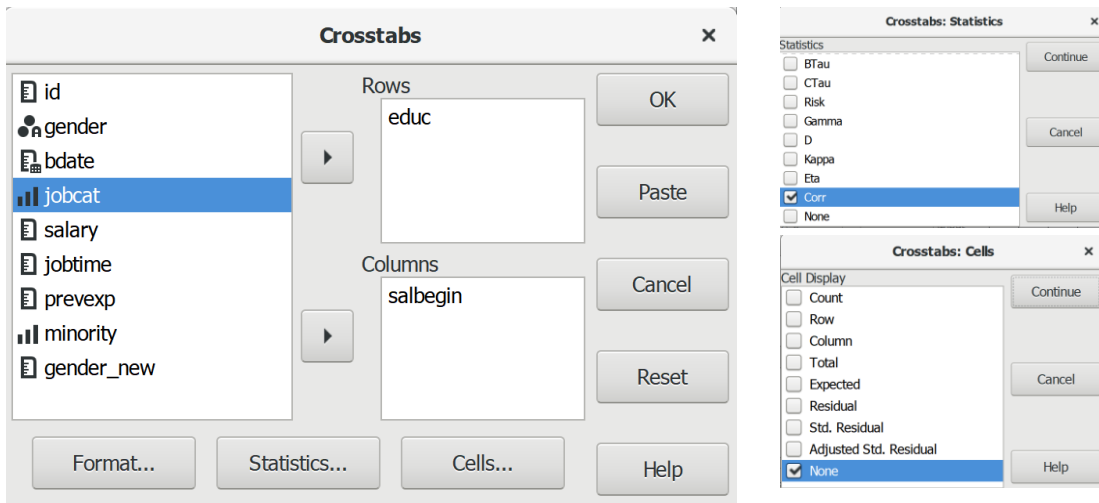 Crosstabs
id
gender
bdate
jobcat
salary
jobtime
prevexp
minority
gender_new
Rows
educ
Columns
salbegin
OK
Paste
Cancel
Reset
Help
Format...
Statistics...
Cells...
Crosstabs: Statistics
Statistics
BTau
CTau
Risk
Gamma
D
Kappa
Eta
Corr
None
Continue
Cancel
Help
Crosstabs: Cells
Cell Display
Count
Row
Column
Total
Expected
Residual
Std. Residual
Adjusted Std. Residual
None
Continue
Cancel
Help